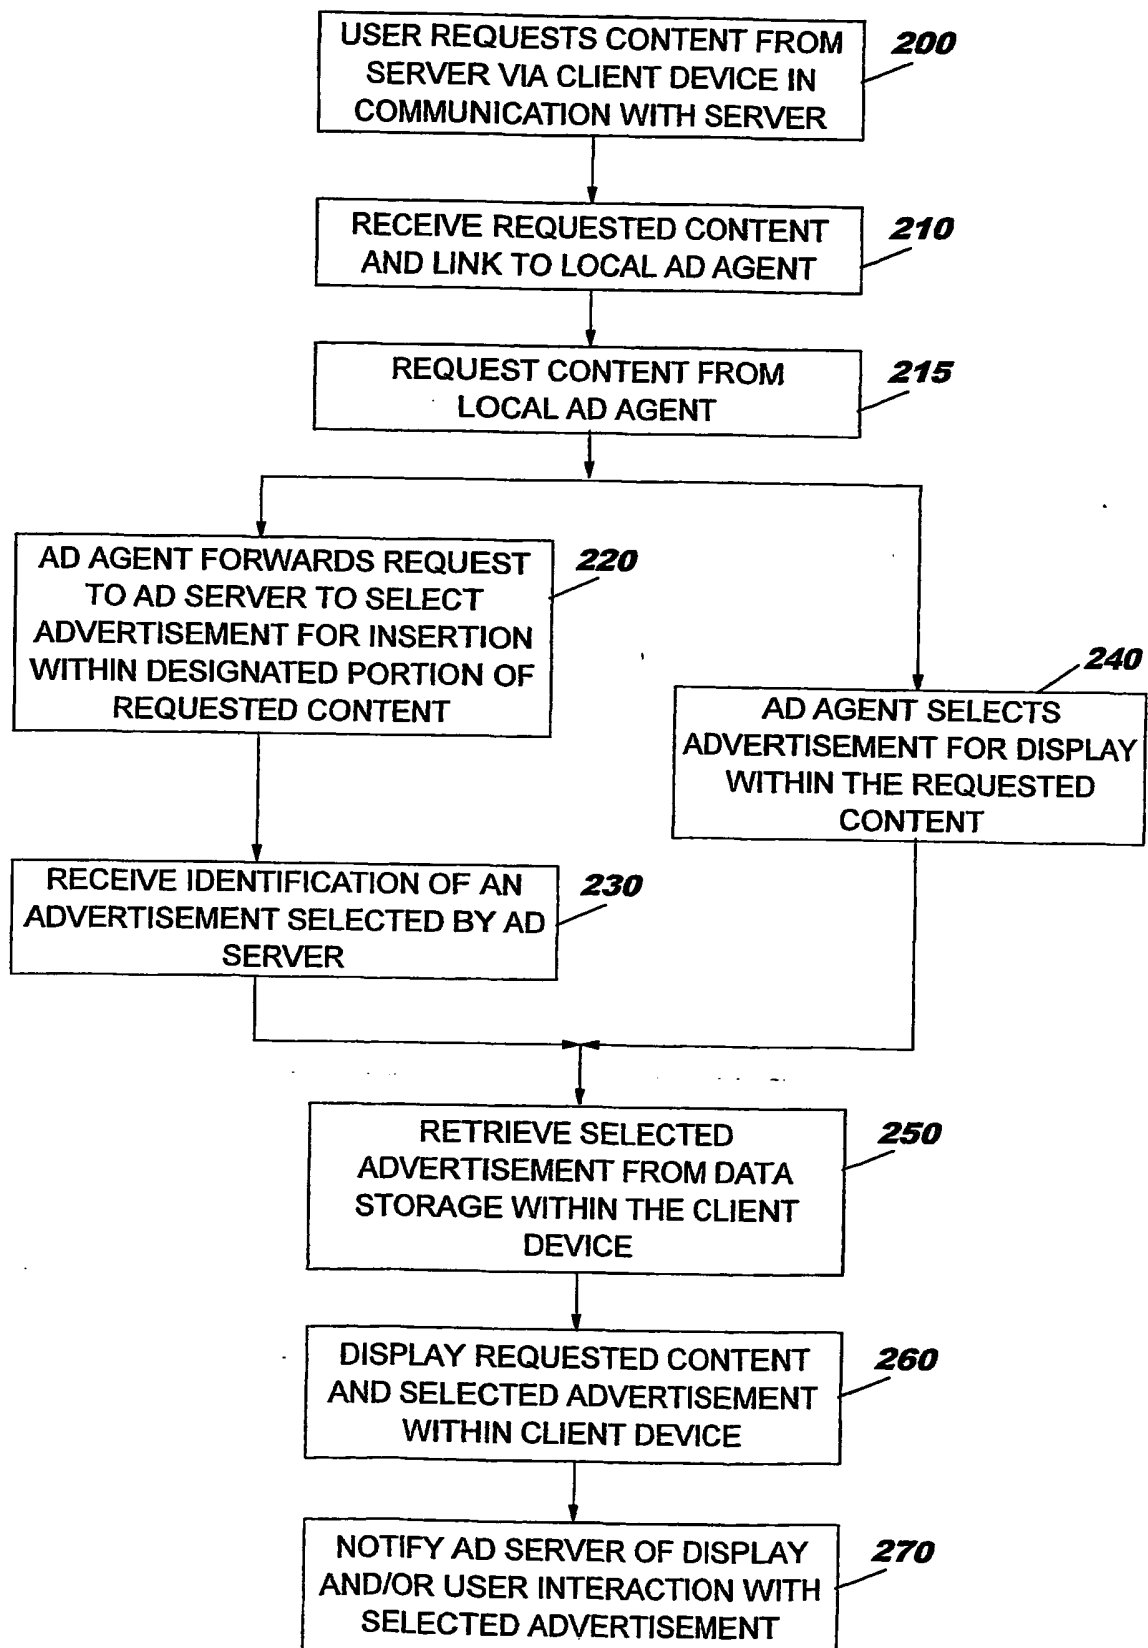 USER REQUESTS CONTENT FROM
SERVER VIA CLIENT DEVICE IN
COMMUNICATION WITH SERVER
200
RECEIVE REQUESTED CONTENT
AND LINK TO LOCAL AD AGENT
210
REQUEST CONTENT FROM
LOCAL AD AGENT
215
AD AGENT FORWARDS REQUEST
TO AD SERVER TO SELECT
ADVERTISEMENT FOR INSERTION
WITHIN DESIGNATED PORTION OF
REQUESTED CONTENT
220
240
AD AGENT SELECTS
ADVERTISEMENT FOR DISPLAY
WITHIN THE REQUESTED
CONTENT
RECEIVE IDENTIFICATION OF AN
ADVERTISEMENT SELECTED BY AD
SERVER
230
RETRIEVE SELECTED
ADVERTISEMENT FROM DATA
STORAGE WITHIN THE CLIENT
DEVICE
250
DISPLAY REQUESTED CONTENT
AND SELECTED ADVERTISEMENT
WITHIN CLIENT DEVICE
260
NOTIFY AD SERVER OF DISPLAY
AND/OR USER INTERACTION WITH
SELECTED ADVERTISEMENT
270